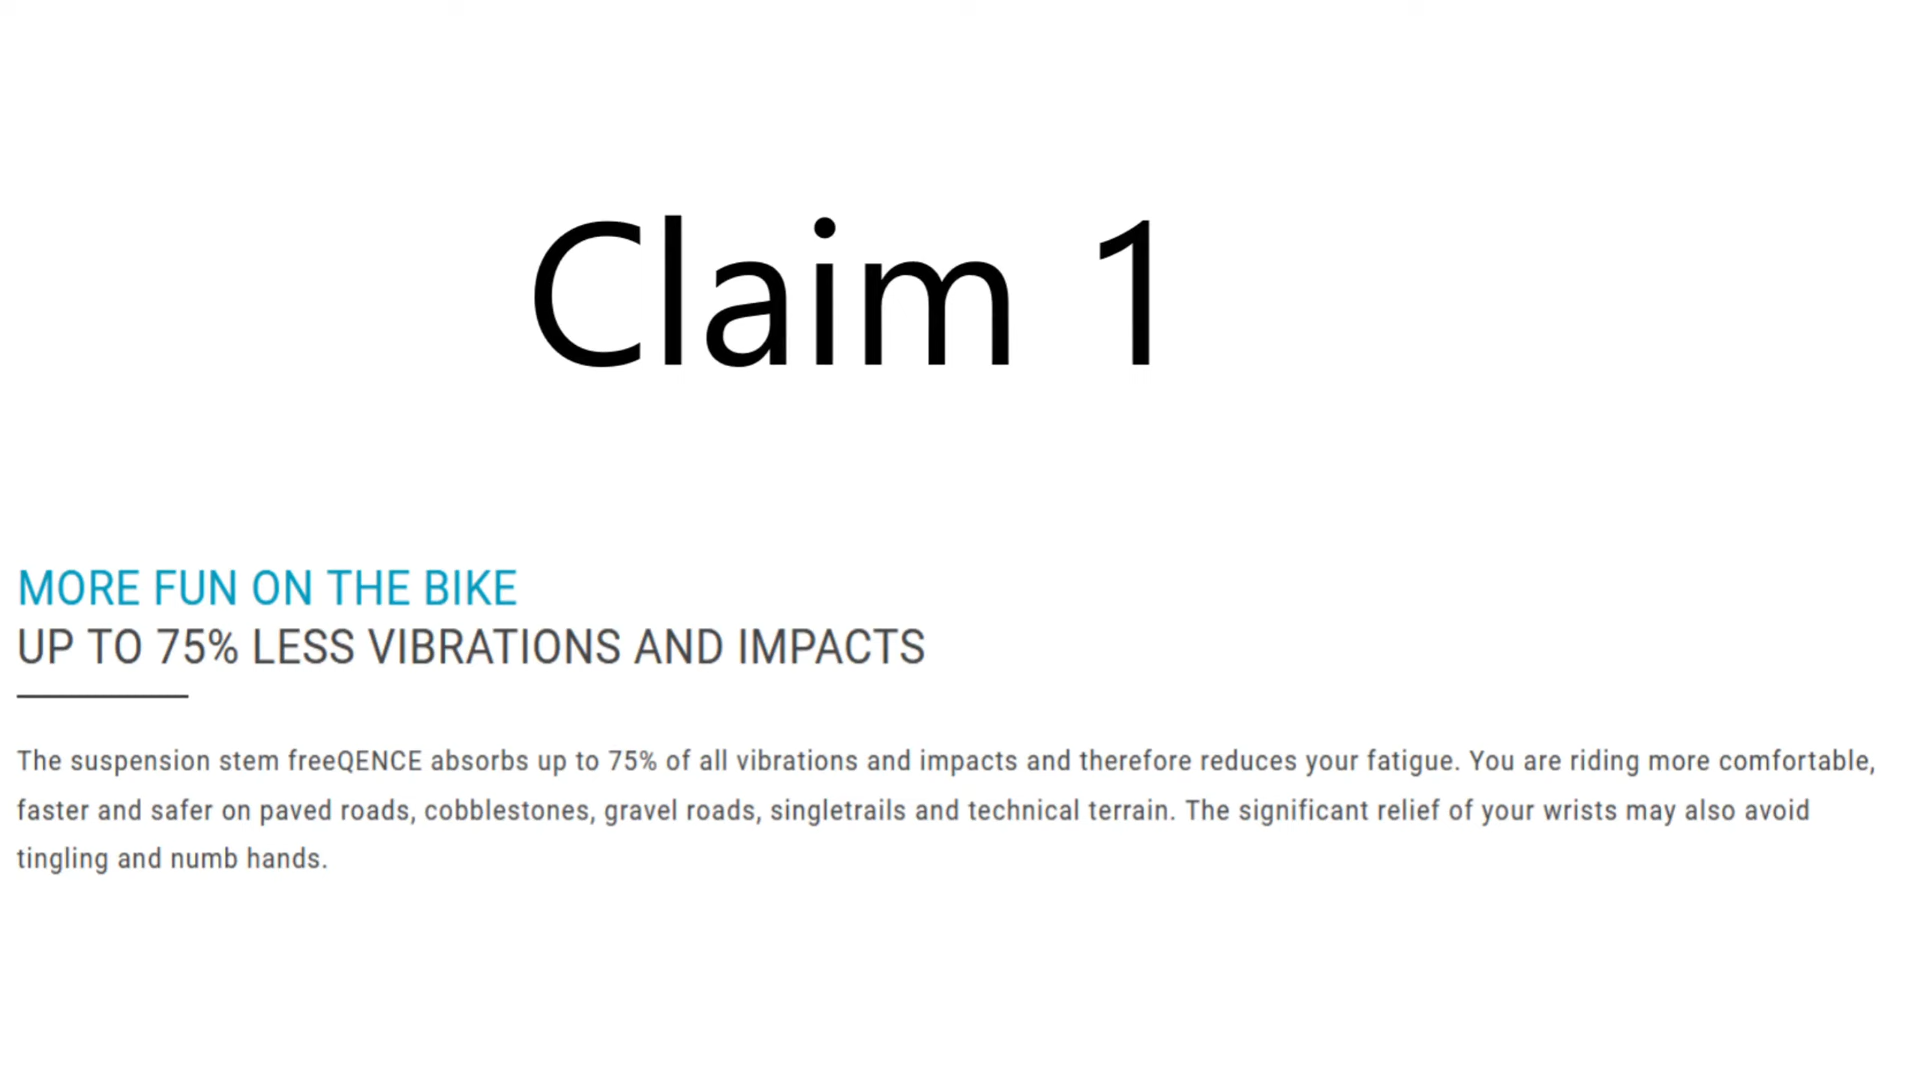 Claim 1
MORE FUN ON THE BIKE
UP TO 75% LESS VIBRATIONS AND IMPACTS
The suspension stem freeQENCE absorbs up to 75% of all vibrations and impacts and therefore reduces your fatigue. You are riding more comfortable,
faster and safer on paved roads, cobblestones, gravel roads, singletrails and technical terrain. The significant relief of your wrists may also avoid
tingling and numb hands.